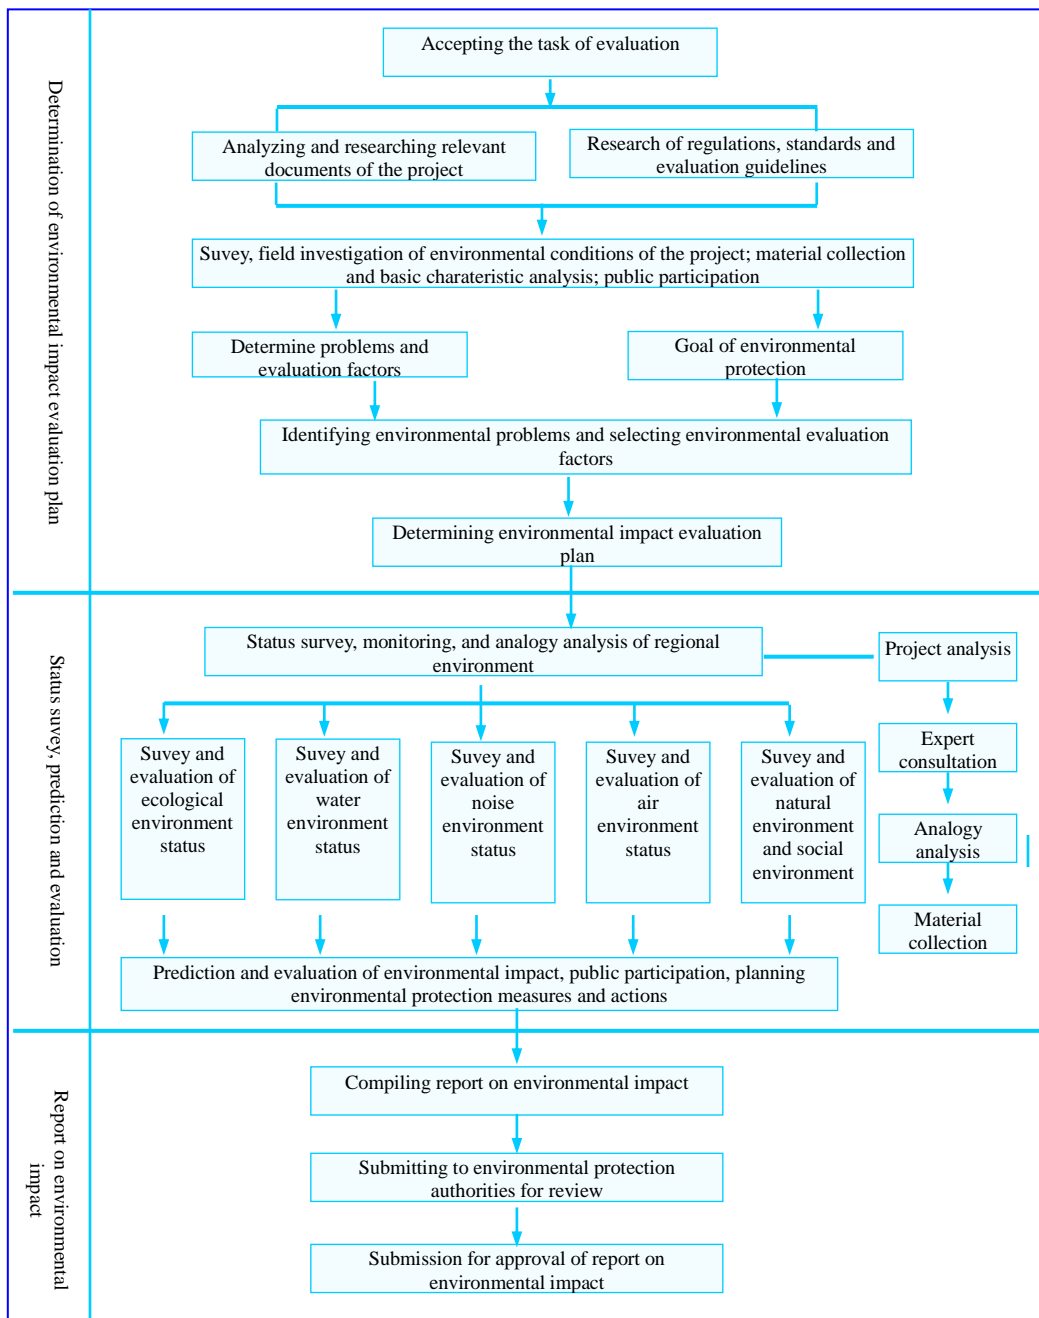 Determination of environmental impact evaluation plan
Accepting the task of evaluation
Analyzing and researching relevant
documents of the project
Research of regulations, standards and
evaluation guidelines
Suvey, field investigation of environmental conditions of the project; material collection
and basic charateristic analysis; public participation
Determine problems and
evaluation factors
Goal of environmental
protection
Identifying environmental problems and selecting environmental evaluation
factors
Determining environmental impact evaluation
plan
Status suvey, prediction and evaluation
Status survey, monitoring, and analogy analysis of regional
environment
Project analysis
Suvey and
evaluation of
ecological
environment
status
Suvey and
evaluation of
water
environment
status
Suvey and
evaluation of
noise
environment
status
Suvey and
evaluation of
air
environment
status
Suvey and
evaluation of
natural
environment
and social
environment
Expert
consultation
Analogy
analysis
Material
collection
Prediction and evaluation of environmental impact, public participation, planning
environmental protection measures and actions
Report on environmental
impact
Compiling report on environmental impact
Submitting to environmental protection
authorities for review
Submission for approval of report on
environmental impact